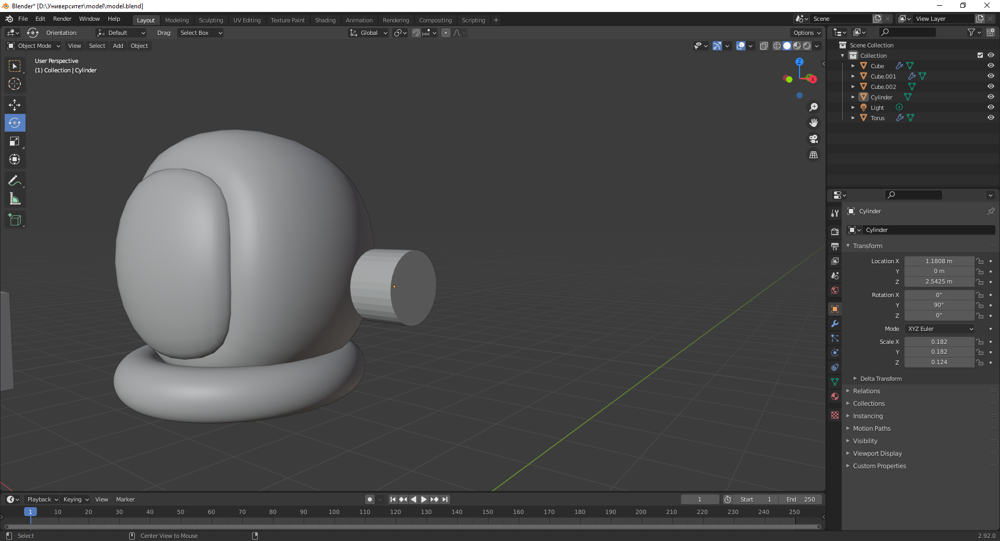 Blender* [D:\Университет\model\model.blend]
File Edit Render Window Help Layout Modeling Sculpting UV Editing Texture Paint Shading Animation Rendering Compositing Scripting + Scene View Layer
Orientation: Default Drag: Select Box Global Options
Object Mode View Select Add Object
User Perspective
(1) Collection | Cylinder
Z
Y
X
Scene Collection
Collection
Cube
Cube.001
Cube.002
Cylinder
Light
Torus
Cylinder
Cylinder
Transform
Location X 1.1808 m
Y 0 m
Z 2.5425 m
Rotation X 0°
Y 90°
Z 0°
Mode XYZ Euler
Scale X 0.182
Y 0.182
Z 0.124
Delta Transform
Relations
Collections
Instancing
Motion Paths
Visibility
Viewport Display
Custom Properties
Playback Keying View Marker 1 Start 1 End 250
1 10 20 30 40 50 60 70 80 90 100 110 120 130 140 150 160 170 180 190 200 210 220 230 240 250
Select Center View to Mouse 2.92.0